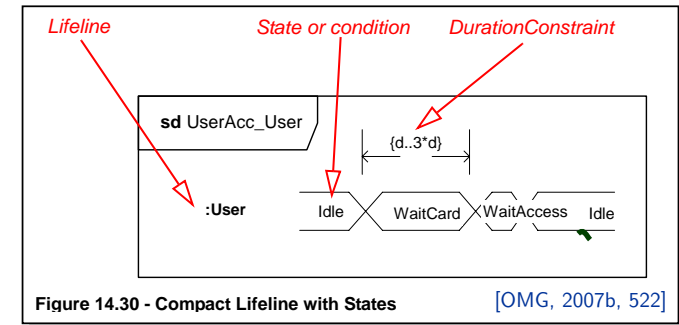 Lifeline State or condition DurationConstraint
sd UserAcc_User
{d..3*d}
:User Idle WaitCard WaitAccess Idle
Figure 14.30 - Compact Lifeline with States [OMG, 2007b, 522]